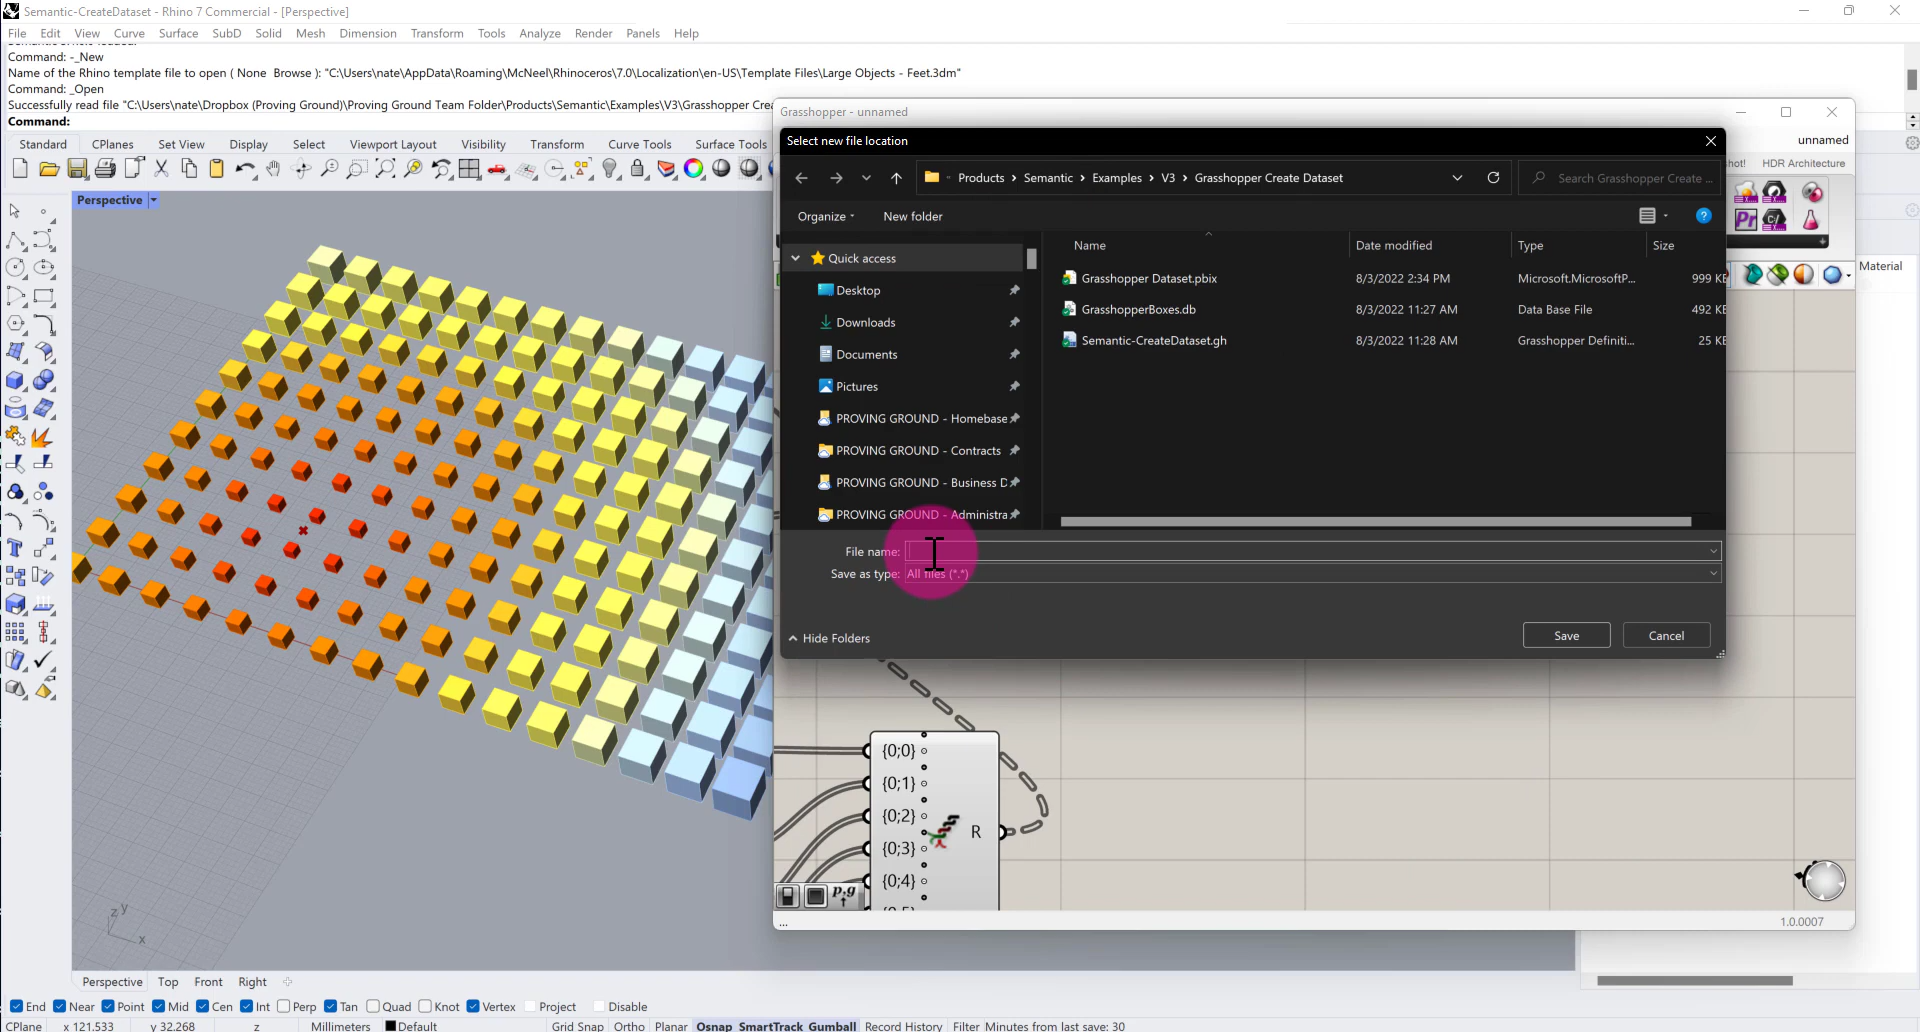 Semantic-CreateDataset - Rhino 7 Commercial - [Perspective]
File Edit View Curve Surface SubD Solid Mesh Dimension Transform Tools Analyze Render Panels Help
Command: -_New
Name of the Rhino template file to open ( None  Browse ): "C:\Users\nate\AppData\Roaming\McNeel\Rhinoceros\7.0\Localization\en-US\Template Files\Large Objects - Feet.3dm"
Command: _Open
Successfully read file "C:\Users\nate\Dropbox (Proving Ground)\Proving Ground Team Folder\Products\Semantic\Examples\V3\Grasshopper Crea
Command:
Standard CPlanes Set View Display Select Viewport Layout Visibility Transform Curve Tools Surface Tools
Perspective
Grasshopper - unnamed
unnamed
Select new file location
hot! HDR Architecture
Products › Semantic › Examples › V3 › Grasshopper Create Dataset
Search Grasshopper Create ...
Organize New folder
Pr
C:/
Name Date modified Type Size
Quick access
Desktop
Downloads
Documents
Pictures
PROVING GROUND - Homebase
PROVING GROUND - Contracts
PROVING GROUND - Business D
PROVING GROUND - Administra
Grasshopper Dataset.pbix 8/3/2022 2:34 PM Microsoft.MicrosoftP... 999 KB
GrasshopperBoxes.db 8/3/2022 11:27 AM Data Base File 492 KB
Semantic-CreateDataset.gh 8/3/2022 11:28 AM Grasshopper Definiti... 25 KB
Material
File name:
Save as type: All files (*.*)
Hide Folders
Save Cancel
{0;0}
{0;1}
{0;2}
{0;3}
{0;4}
R
p.g
...
1.0.0007
z y x
Perspective Top Front Right
End Near Point Mid Cen Int Perp Tan Quad Knot Vertex Project Disable
CPlane x 121.533 y 32.268 z Millimeters Default Grid Snap Ortho Planar Osnap SmartTrack Gumball Record History Filter Minutes from last save: 30